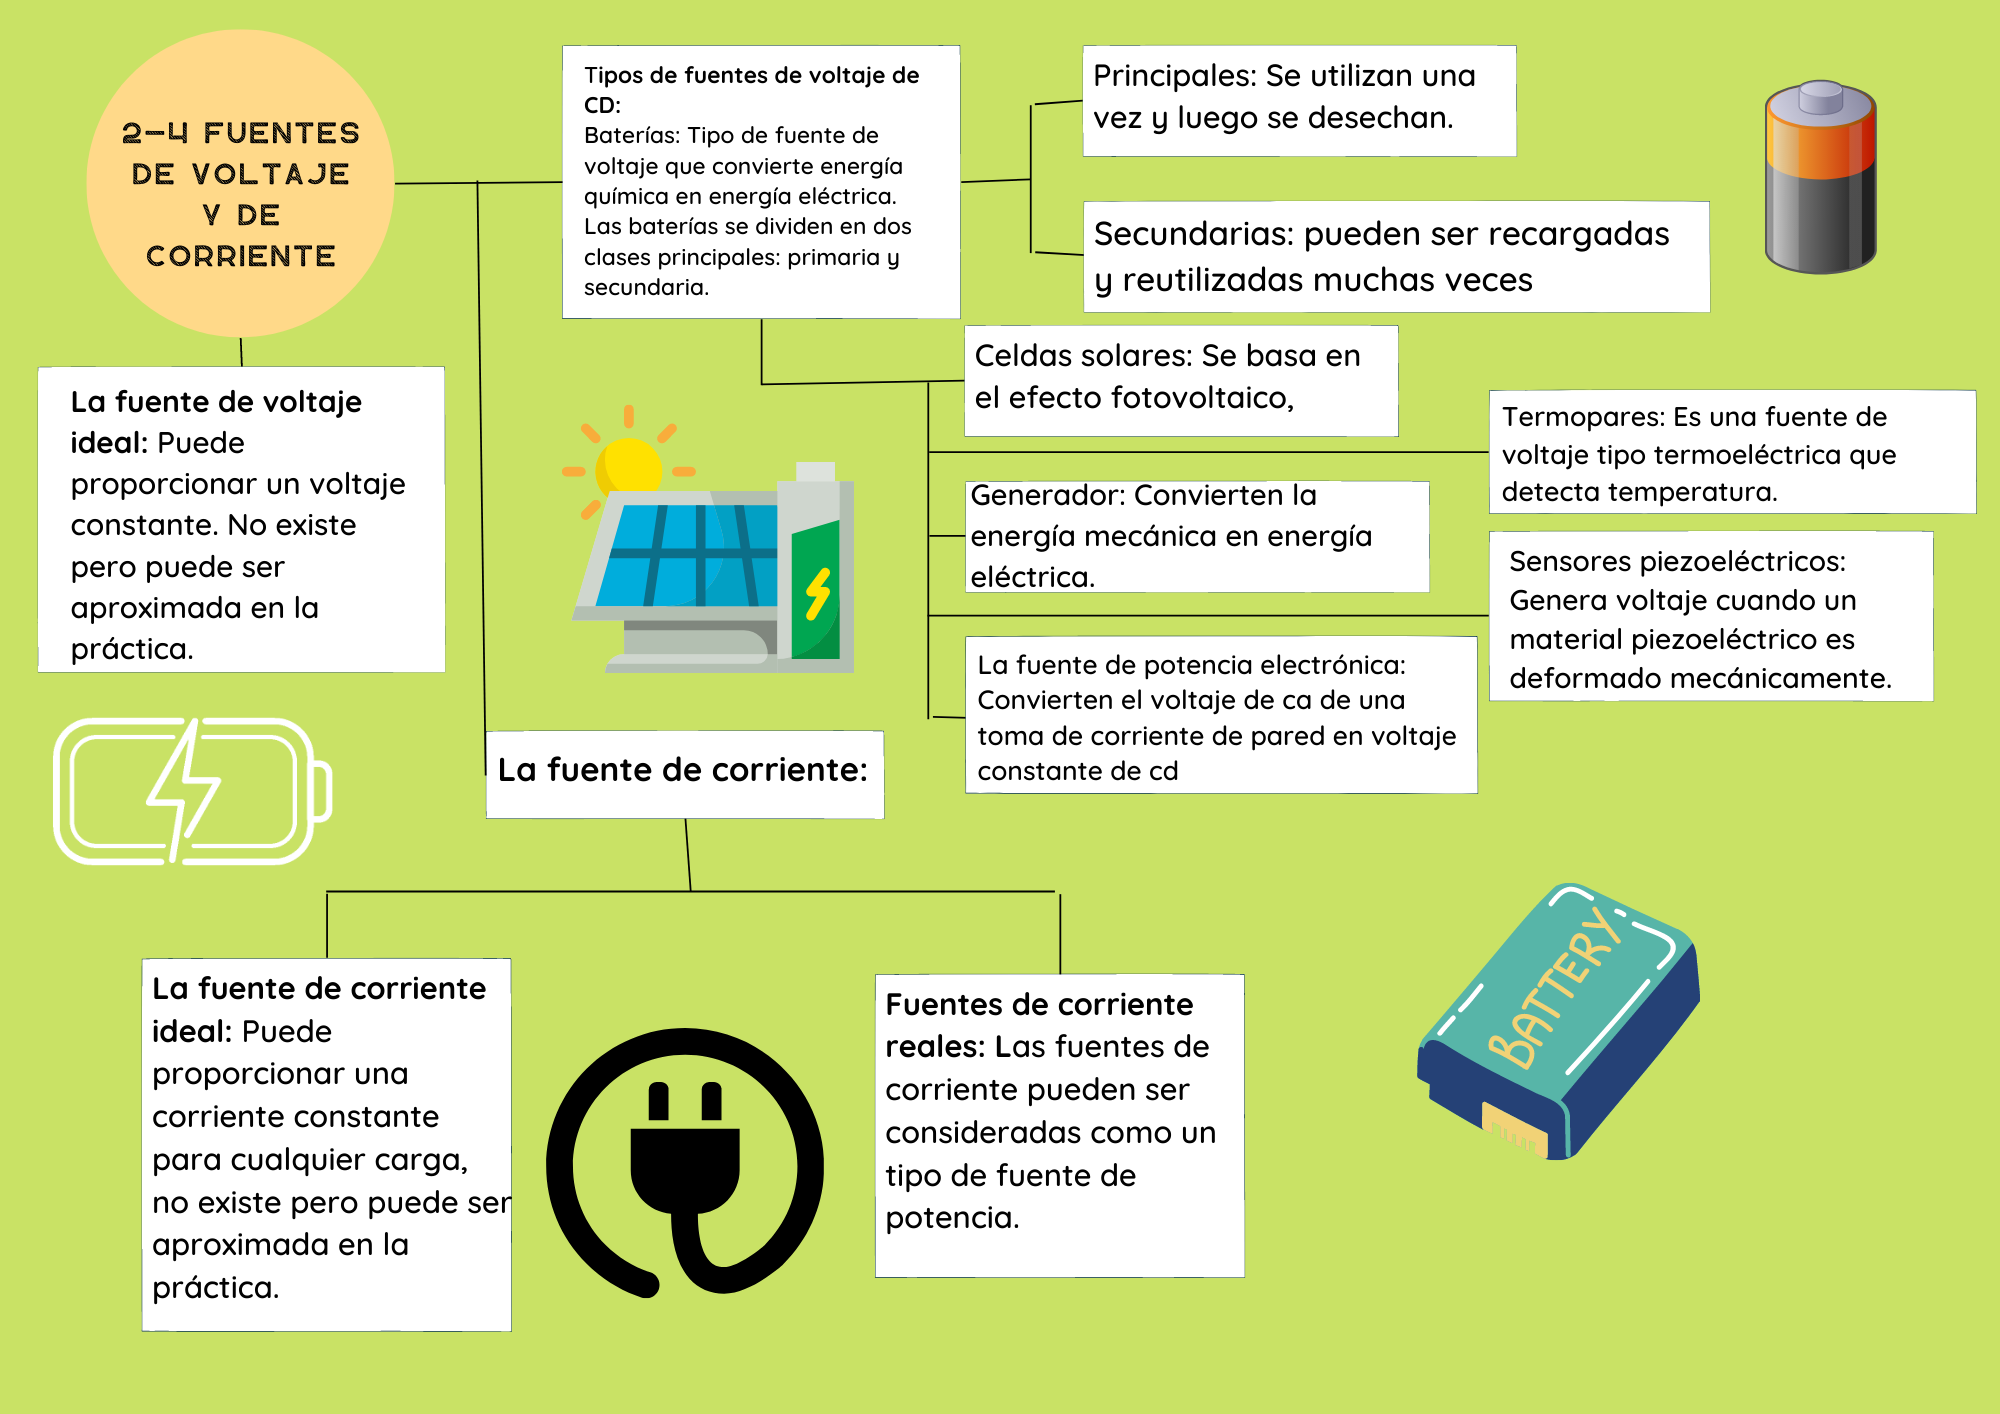 2-4 FUENTES
DE VOLTAJE
Y DE
CORRIENTE
Tipos de fuentes de voltaje de
CD:
Baterías: Tipo de fuente de
voltaje que convierte energía
química en energía eléctrica.
Las baterías se dividen en dos
clases principales: primaria y
secundaria.
Principales: Se utilizan una
vez y luego se desechan.
Secundarias: pueden ser recargadas
y reutilizadas muchas veces
La fuente de voltaje
ideal: Puede
proporcionar un voltaje
constante. No existe
pero puede ser
aproximada en la
práctica.
Celdas solares: Se basa en
el efecto fotovoltaico,
Termopares: Es una fuente de
voltaje tipo termoeléctrica que
detecta temperatura.
Generador: Convierten la
energía mecánica en energía
eléctrica.
Sensores piezoeléctricos:
Genera voltaje cuando un
material piezoeléctrico es
deformado mecánicamente.
La fuente de potencia electrónica:
Convierten el voltaje de ca de una
toma de corriente de pared en voltaje
constante de cd
La fuente de corriente:
La fuente de corriente
ideal: Puede
proporcionar una
corriente constante
para cualquier carga,
no existe pero puede ser
aproximada en la
práctica.
Fuentes de corriente
reales: Las fuentes de
corriente pueden ser
consideradas como un
tipo de fuente de
potencia.
BATTERY